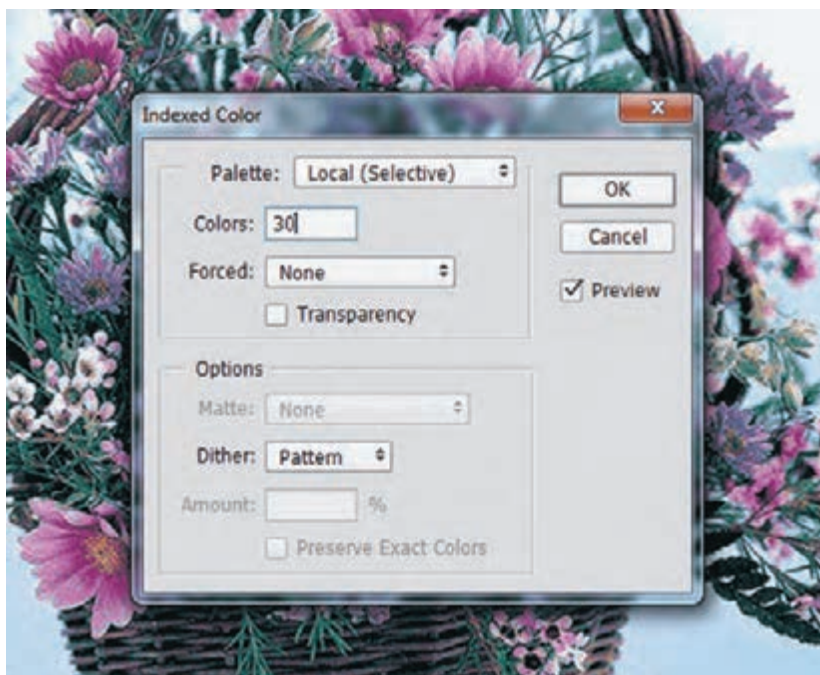 Indexed Color
Palette: Local (Selective)
Colors: 30
Forced: None
Transparency
OK
Cancel
Preview
Options
Matte: None
Dither: Pattern
Amount: %
Preserve Exact Colors